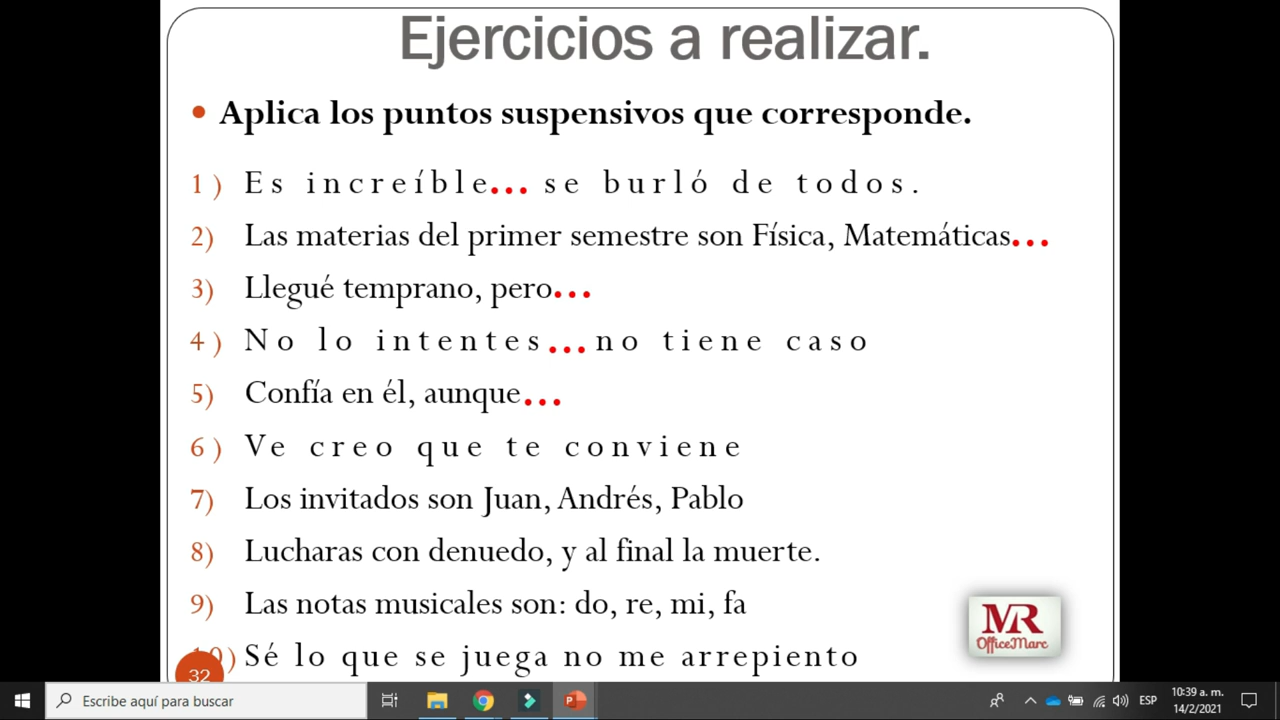 Ejercicios a realizar.
• Aplica los puntos suspensivos que corresponde.
1) Es increíble... se burló de todos.
2) Las materias del primer semestre son Física, Matemáticas...
3) Llegué temprano, pero...
4) No lo intentes...no tiene caso
5) Confía en él, aunque...
6) Ve creo que te conviene
7) Los invitados son Juan, Andrés, Pablo
8) Lucharas con denuedo, y al final la muerte.
9) Las notas musicales son: do, re, mi, fa
10) Sé lo que se juega no me arrepiento
32
MR
OfficeMarc
Escribe aquí para buscar
ESP
10:39 a. m.
14/2/2021